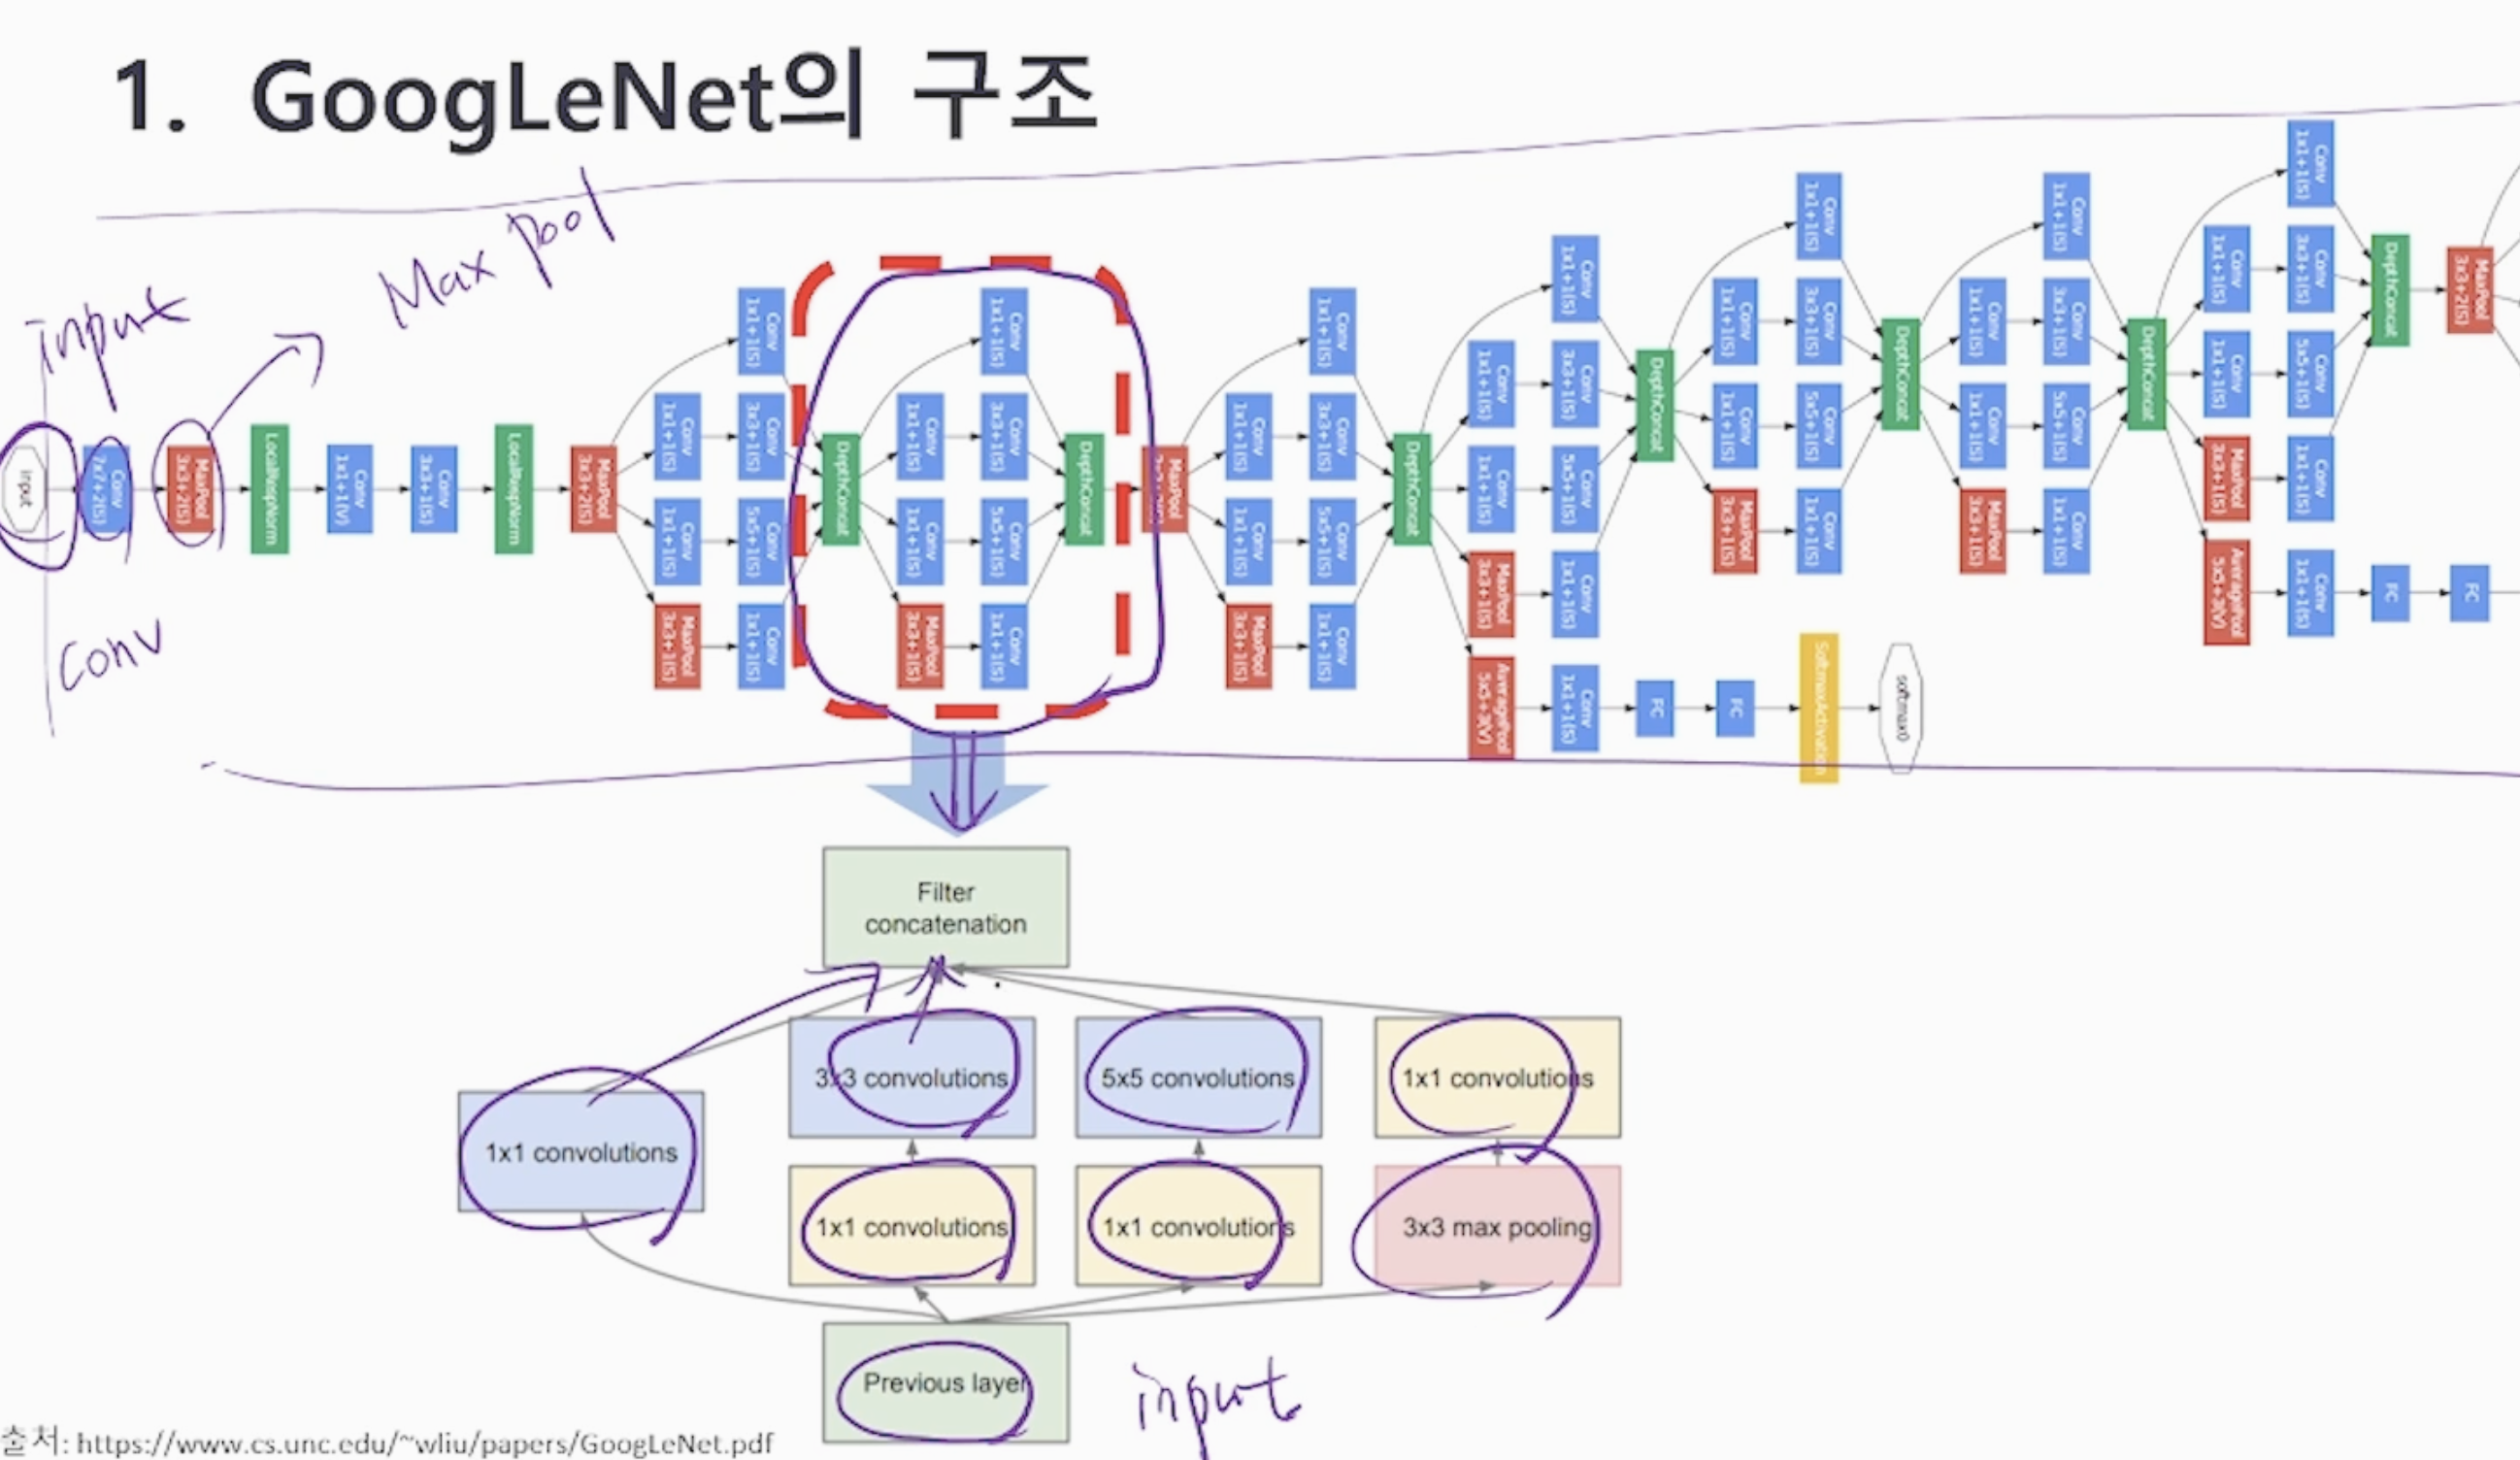 1. GoogLeNet의 구조
Max pool
input
Conv
input
Conv
7x7+2(S)
MaxPool
3x3+2(S)
LocalRespNorm
Conv
1x1+1(V)
Conv
3x3+1(S)
LocalRespNorm
MaxPool
3x3+2(S)
Conv
1x1+1(S)
Conv
1x1+1(S)
Conv
3x3+1(S)
Conv
1x1+1(S)
Conv
5x5+1(S)
MaxPool
3x3+1(S)
Conv
1x1+1(S)
DepthConcat
Conv
1x1+1(S)
Conv
1x1+1(S)
Conv
3x3+1(S)
Conv
1x1+1(S)
Conv
5x5+1(S)
MaxPool
3x3+1(S)
Conv
1x1+1(S)
DepthConcat
MaxPool
Conv
1x1+1(S)
Conv
1x1+1(S)
Conv
3x3+1(S)
Conv
1x1+1(S)
Conv
5x5+1(S)
MaxPool
3x3+1(S)
Conv
1x1+1(S)
DepthConcat
Conv
1x1+1(S)
Conv
1x1+1(S)
Conv
3x3+1(S)
Conv
1x1+1(S)
Conv
5x5+1(S)
MaxPool
3x3+1(S)
Conv
1x1+1(S)
AveragePool
5x5+3(V)
Conv
1x1+1(S)
FC
FC
SoftmaxActivation
softmax0
DepthConcat
Conv
1x1+1(S)
Conv
1x1+1(S)
Conv
3x3+1(S)
Conv
1x1+1(S)
Conv
5x5+1(S)
MaxPool
3x3+1(S)
Conv
1x1+1(S)
DepthConcat
Conv
1x1+1(S)
Conv
1x1+1(S)
Conv
3x3+1(S)
Conv
1x1+1(S)
Conv
5x5+1(S)
MaxPool
3x3+1(S)
Conv
1x1+1(S)
DepthConcat
Conv
1x1+1(S)
Conv
1x1+1(S)
Conv
3x3+1(S)
Conv
1x1+1(S)
Conv
5x5+1(S)
MaxPool
3x3+1(S)
Conv
1x1+1(S)
AveragePool
5x5+3(V)
Conv
1x1+1(S)
FC
FC
DepthConcat
MaxPool
3x3+2(S)
Filter
concatenation
3x3 convolutions
5x5 convolutions
1x1 convolutions
1x1 convolutions
1x1 convolutions
1x1 convolutions
3x3 max pooling
Previous layer
input
출처: https://www.cs.unc.edu/~wliu/papers/GoogLeNet.pdf